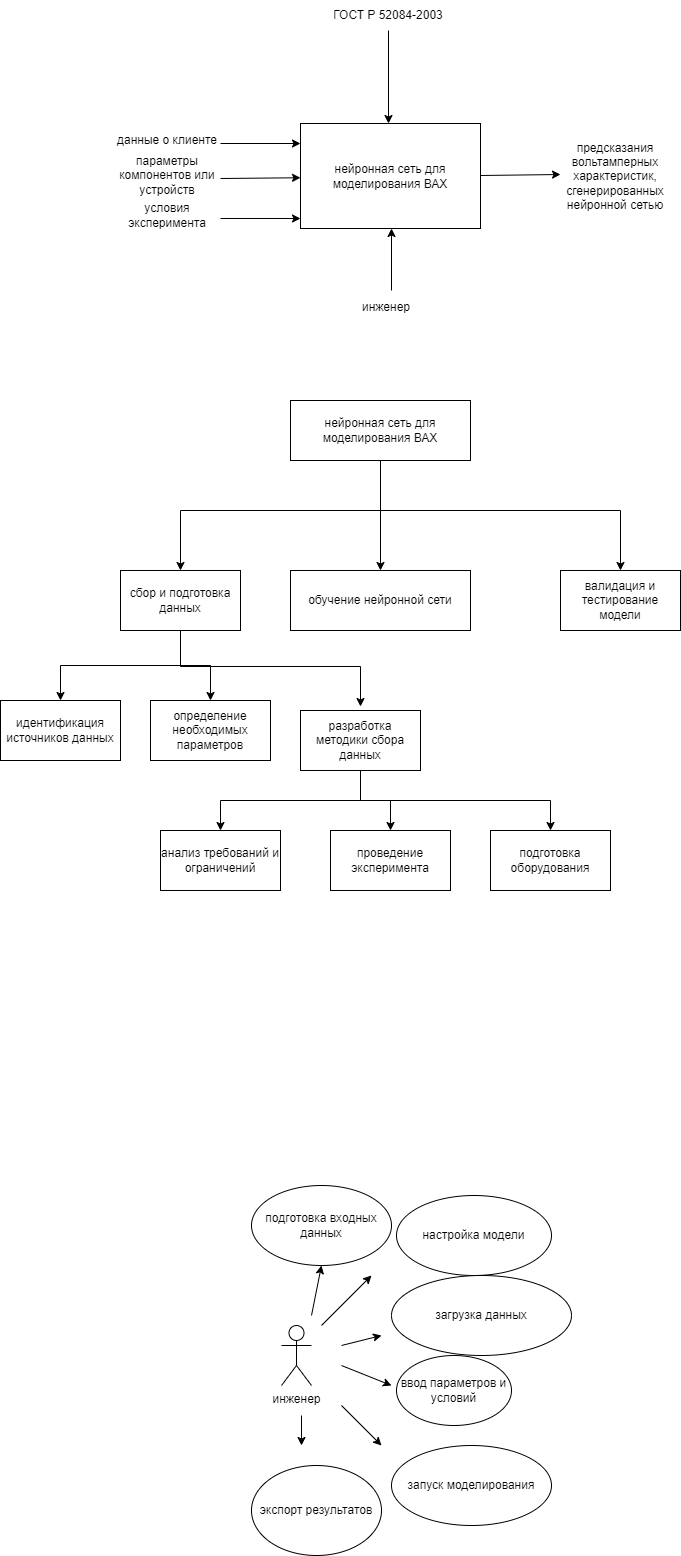 ГОСТ Р 52084-2003
данные о клиенте
параметры
компонентов или
устройств
условия
эксперимента
нейронная сеть для
моделирования ВАХ
предсказания
вольтамперных
характеристик,
сгенерированных
нейронной сетью
инженер
нейронная сеть для
моделирования ВАХ
сбор и подготовка
данных
обучение нейронной сети
валидация и
тестирование
модели
идентификация
источников данных
определение
необходимых
параметров
разработка
методики сбора
данных
анализ требований и
ограничений
проведение
эксперимента
подготовка
оборудования
подготовка входных
данных
настройка модели
загрузка данных
ввод параметров и
условий
инженер
запуск моделирования
экспорт результатов